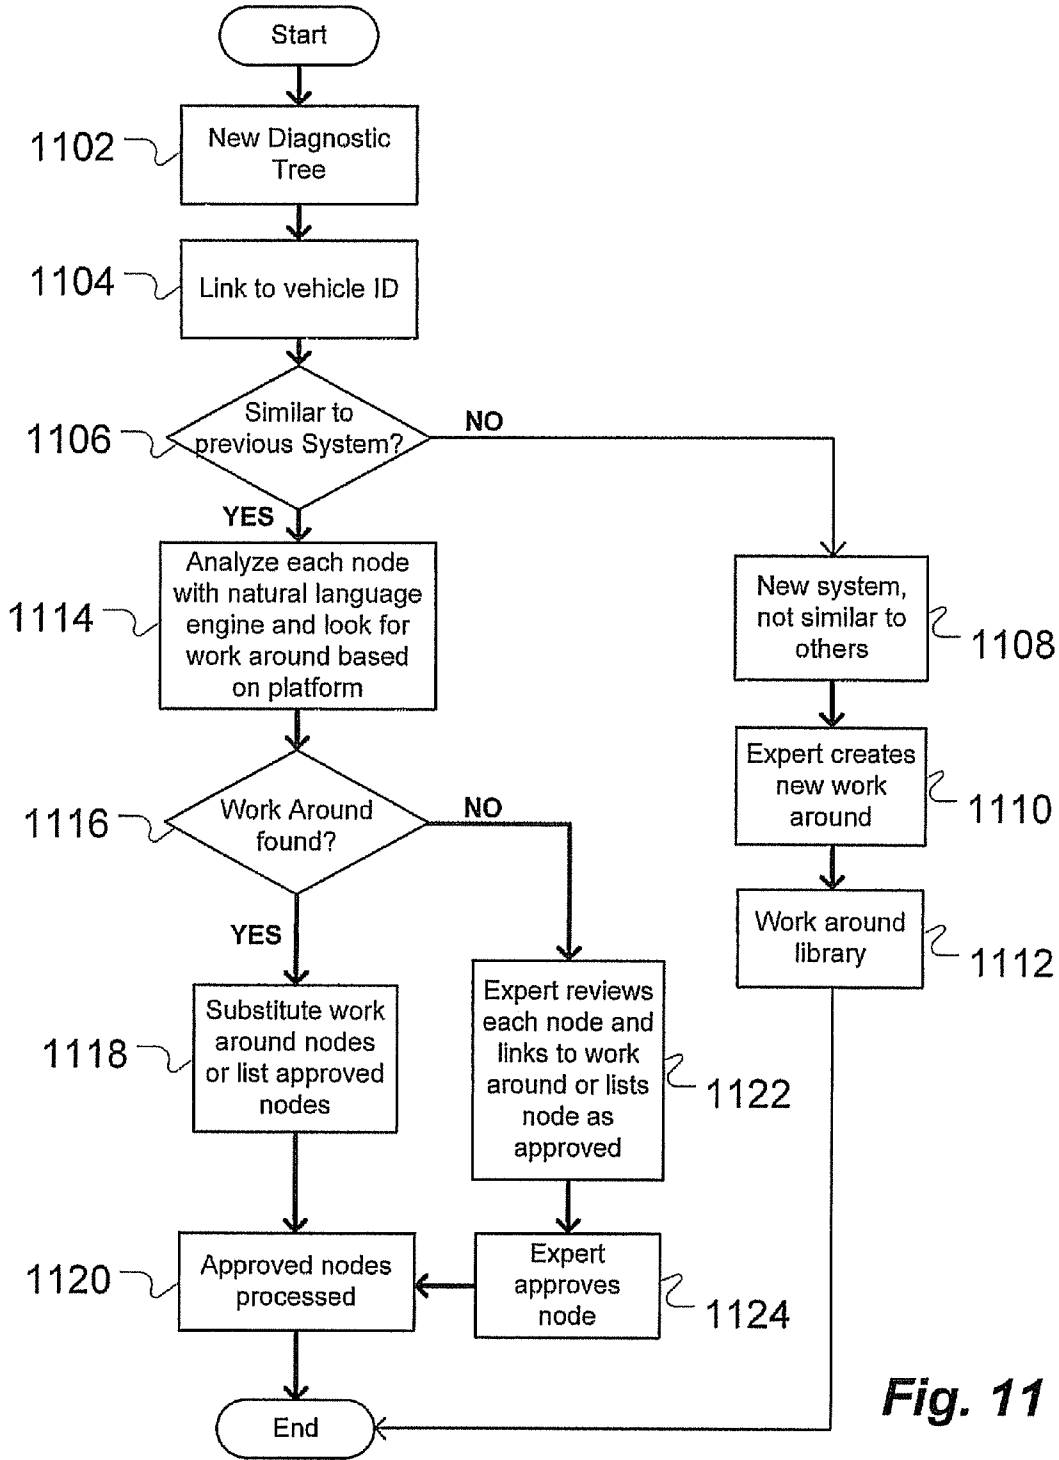 Start
1102
New Diagnostic
Tree
1104
Link to vehicle ID
1106
Similar to
previous System?
NO
YES
1114
Analyze each node
with natural language
engine and look for
work around based
on platform
New system,
not similar to
others
1108
Expert creates
new work
around
1110
1116
Work Around
found?
NO
YES
Work around
library
1112
1118
Substitute work
around nodes
or list approved
nodes
Expert reviews
each node and
links to work
around or lists
node as
approved
1122
1120
Approved nodes
processed
Expert
approves
node
1124
End
Fig. 11